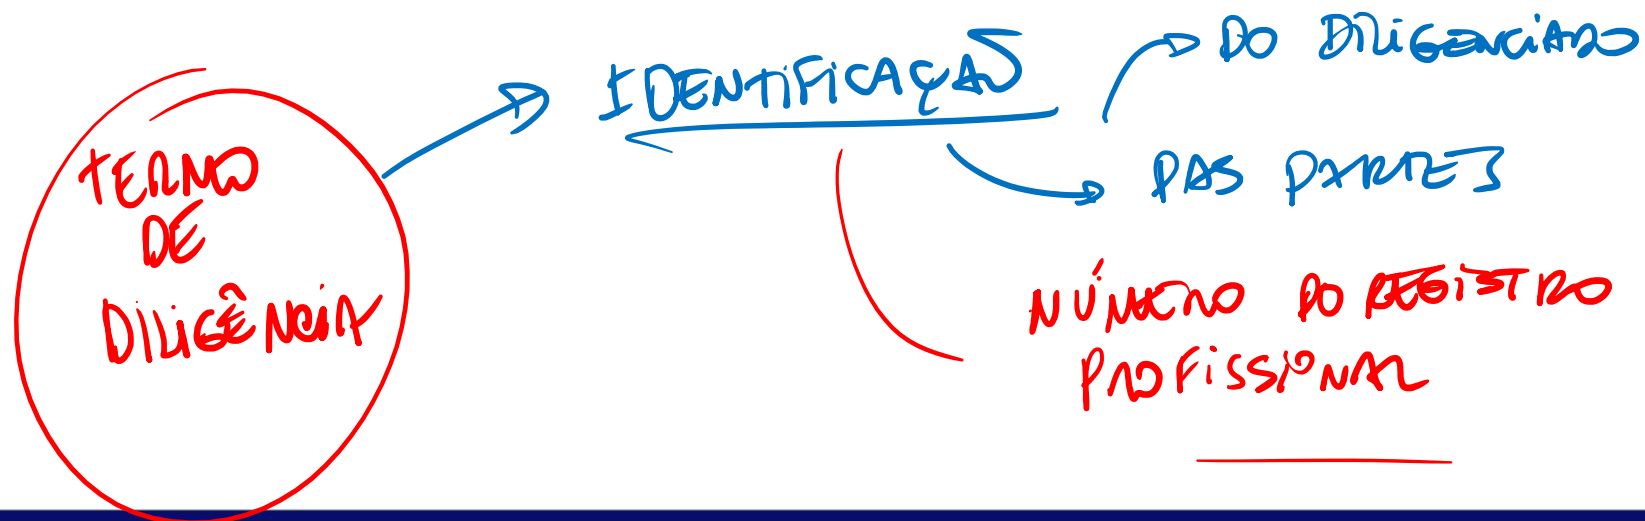 TERMO
DE
DILIGÊNCIA
IDENTIFICAÇÃO
DO DILIGENCIADO
DAS PARTES
NÚMERO DO REGISTRO
PROFISSIONAL